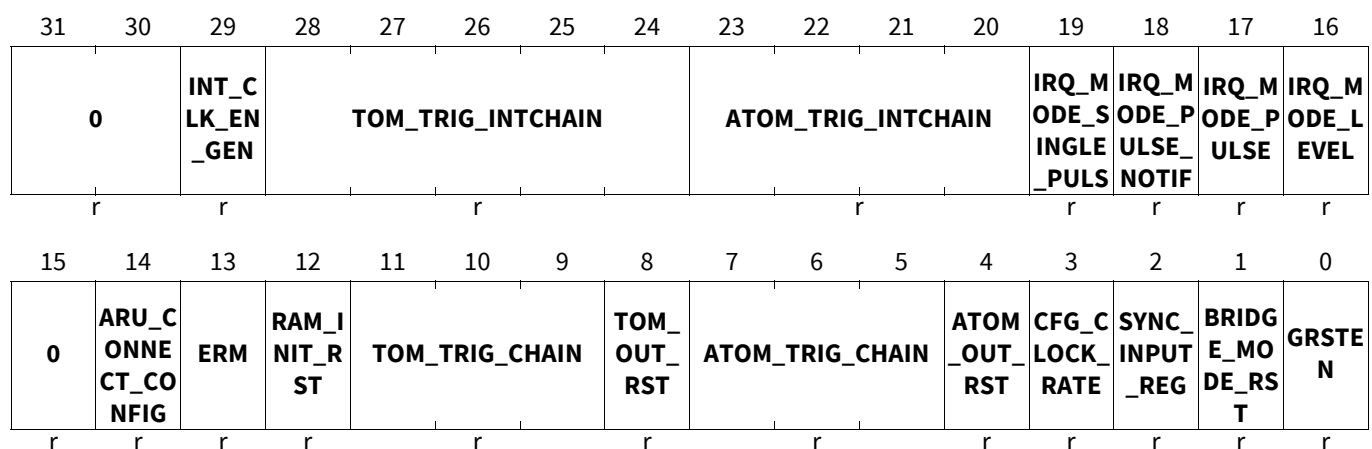 31 30 29 28 27 26 25 24 23 22 21 20 19 18 17 16
0 INT_C LK_EN _GEN TOM_TRIG_INTCHAIN ATOM_TRIG_INTCHAIN IRQ_M ODE_S INGLE _PULS IRQ_M ODE_P ULSE_ NOTIF IRQ_M ODE_P ULSE IRQ_M ODE_L EVEL
r r r r r r r r
15 14 13 12 11 10 9 8 7 6 5 4 3 2 1 0
0 ARU_C ONNE CT_CO NFIG ERM RAM_I NIT_R ST TOM_TRIG_CHAIN TOM_ OUT_ RST ATOM_TRIG_CHAIN ATOM _OUT_ RST CFG_C LOCK_ RATE SYNC_ INPUT _REG BRIDG E_MO DE_RS T GRSTE N
r r r r r r r r r r r r